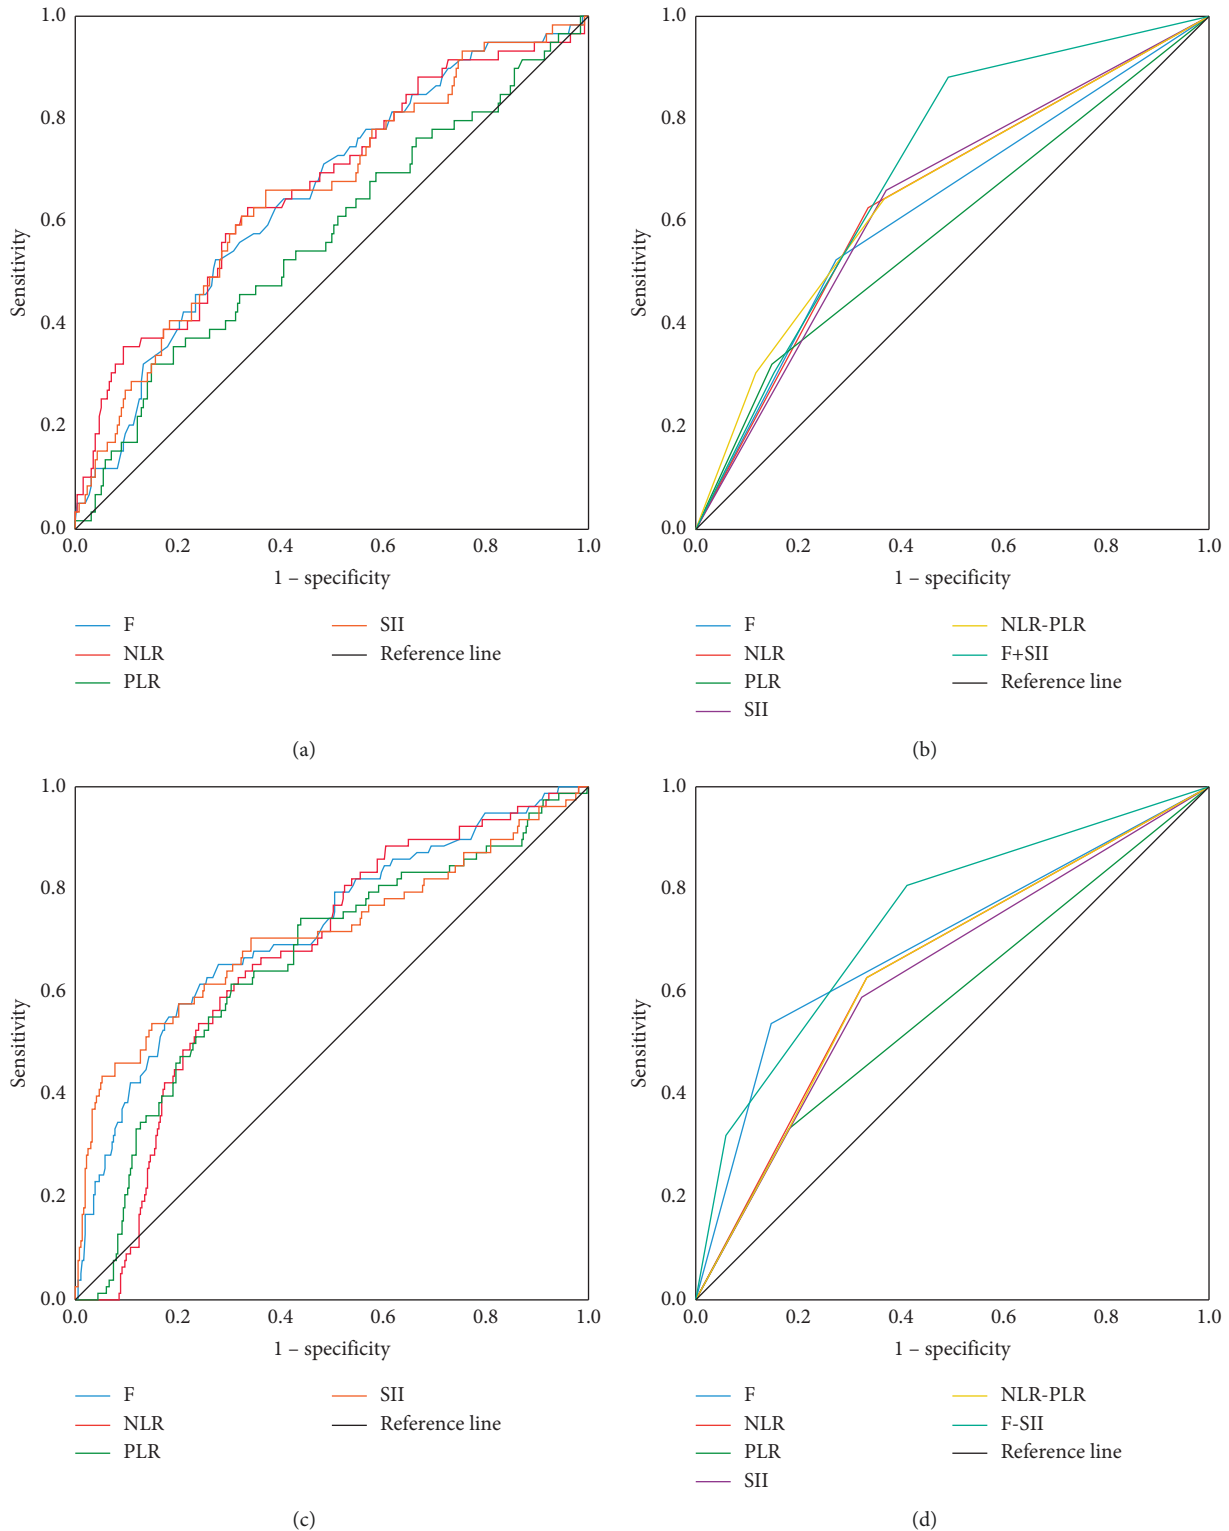 1.0
0.8
0.6
0.4
0.2
0.0
Sensitivity
0.0 0.2 0.4 0.6 0.8 1.0
1 – specificity
F
NLR
PLR
SII
Reference line
(a)
1.0
0.8
0.6
0.4
0.2
0.0
Sensitivity
0.0 0.2 0.4 0.6 0.8 1.0
1 – specificity
F
NLR
PLR
SII
NLR-PLR
F+SII
Reference line
(b)
1.0
0.8
0.6
0.4
0.2
0.0
Sensitivity
0.0 0.2 0.4 0.6 0.8 1.0
1 – specificity
F
NLR
PLR
SII
Reference line
(c)
1.0
0.8
0.6
0.4
0.2
0.0
Sensitivity
0.0 0.2 0.4 0.6 0.8 1.0
1 – specificity
F
NLR
PLR
SII
NLR-PLR
F-SII
Reference line
(d)